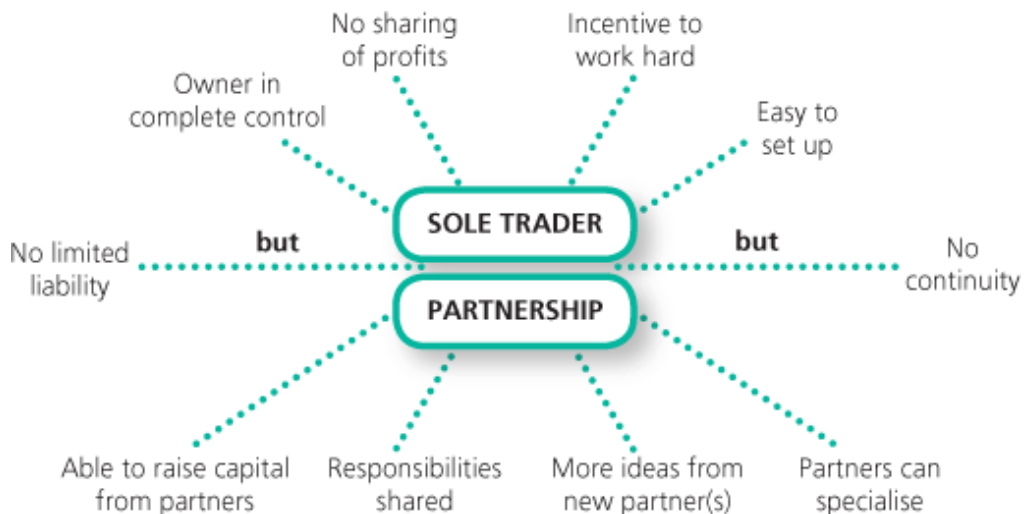 No sharing
of profits
Incentive to
work hard
Owner in
complete control
Easy to
set up
SOLE TRADER
but
but
No limited
liability
No
continuity
PARTNERSHIP
Able to raise capital
from partners
Responsibilities
shared
More ideas from
new partner(s)
Partners can
specialise